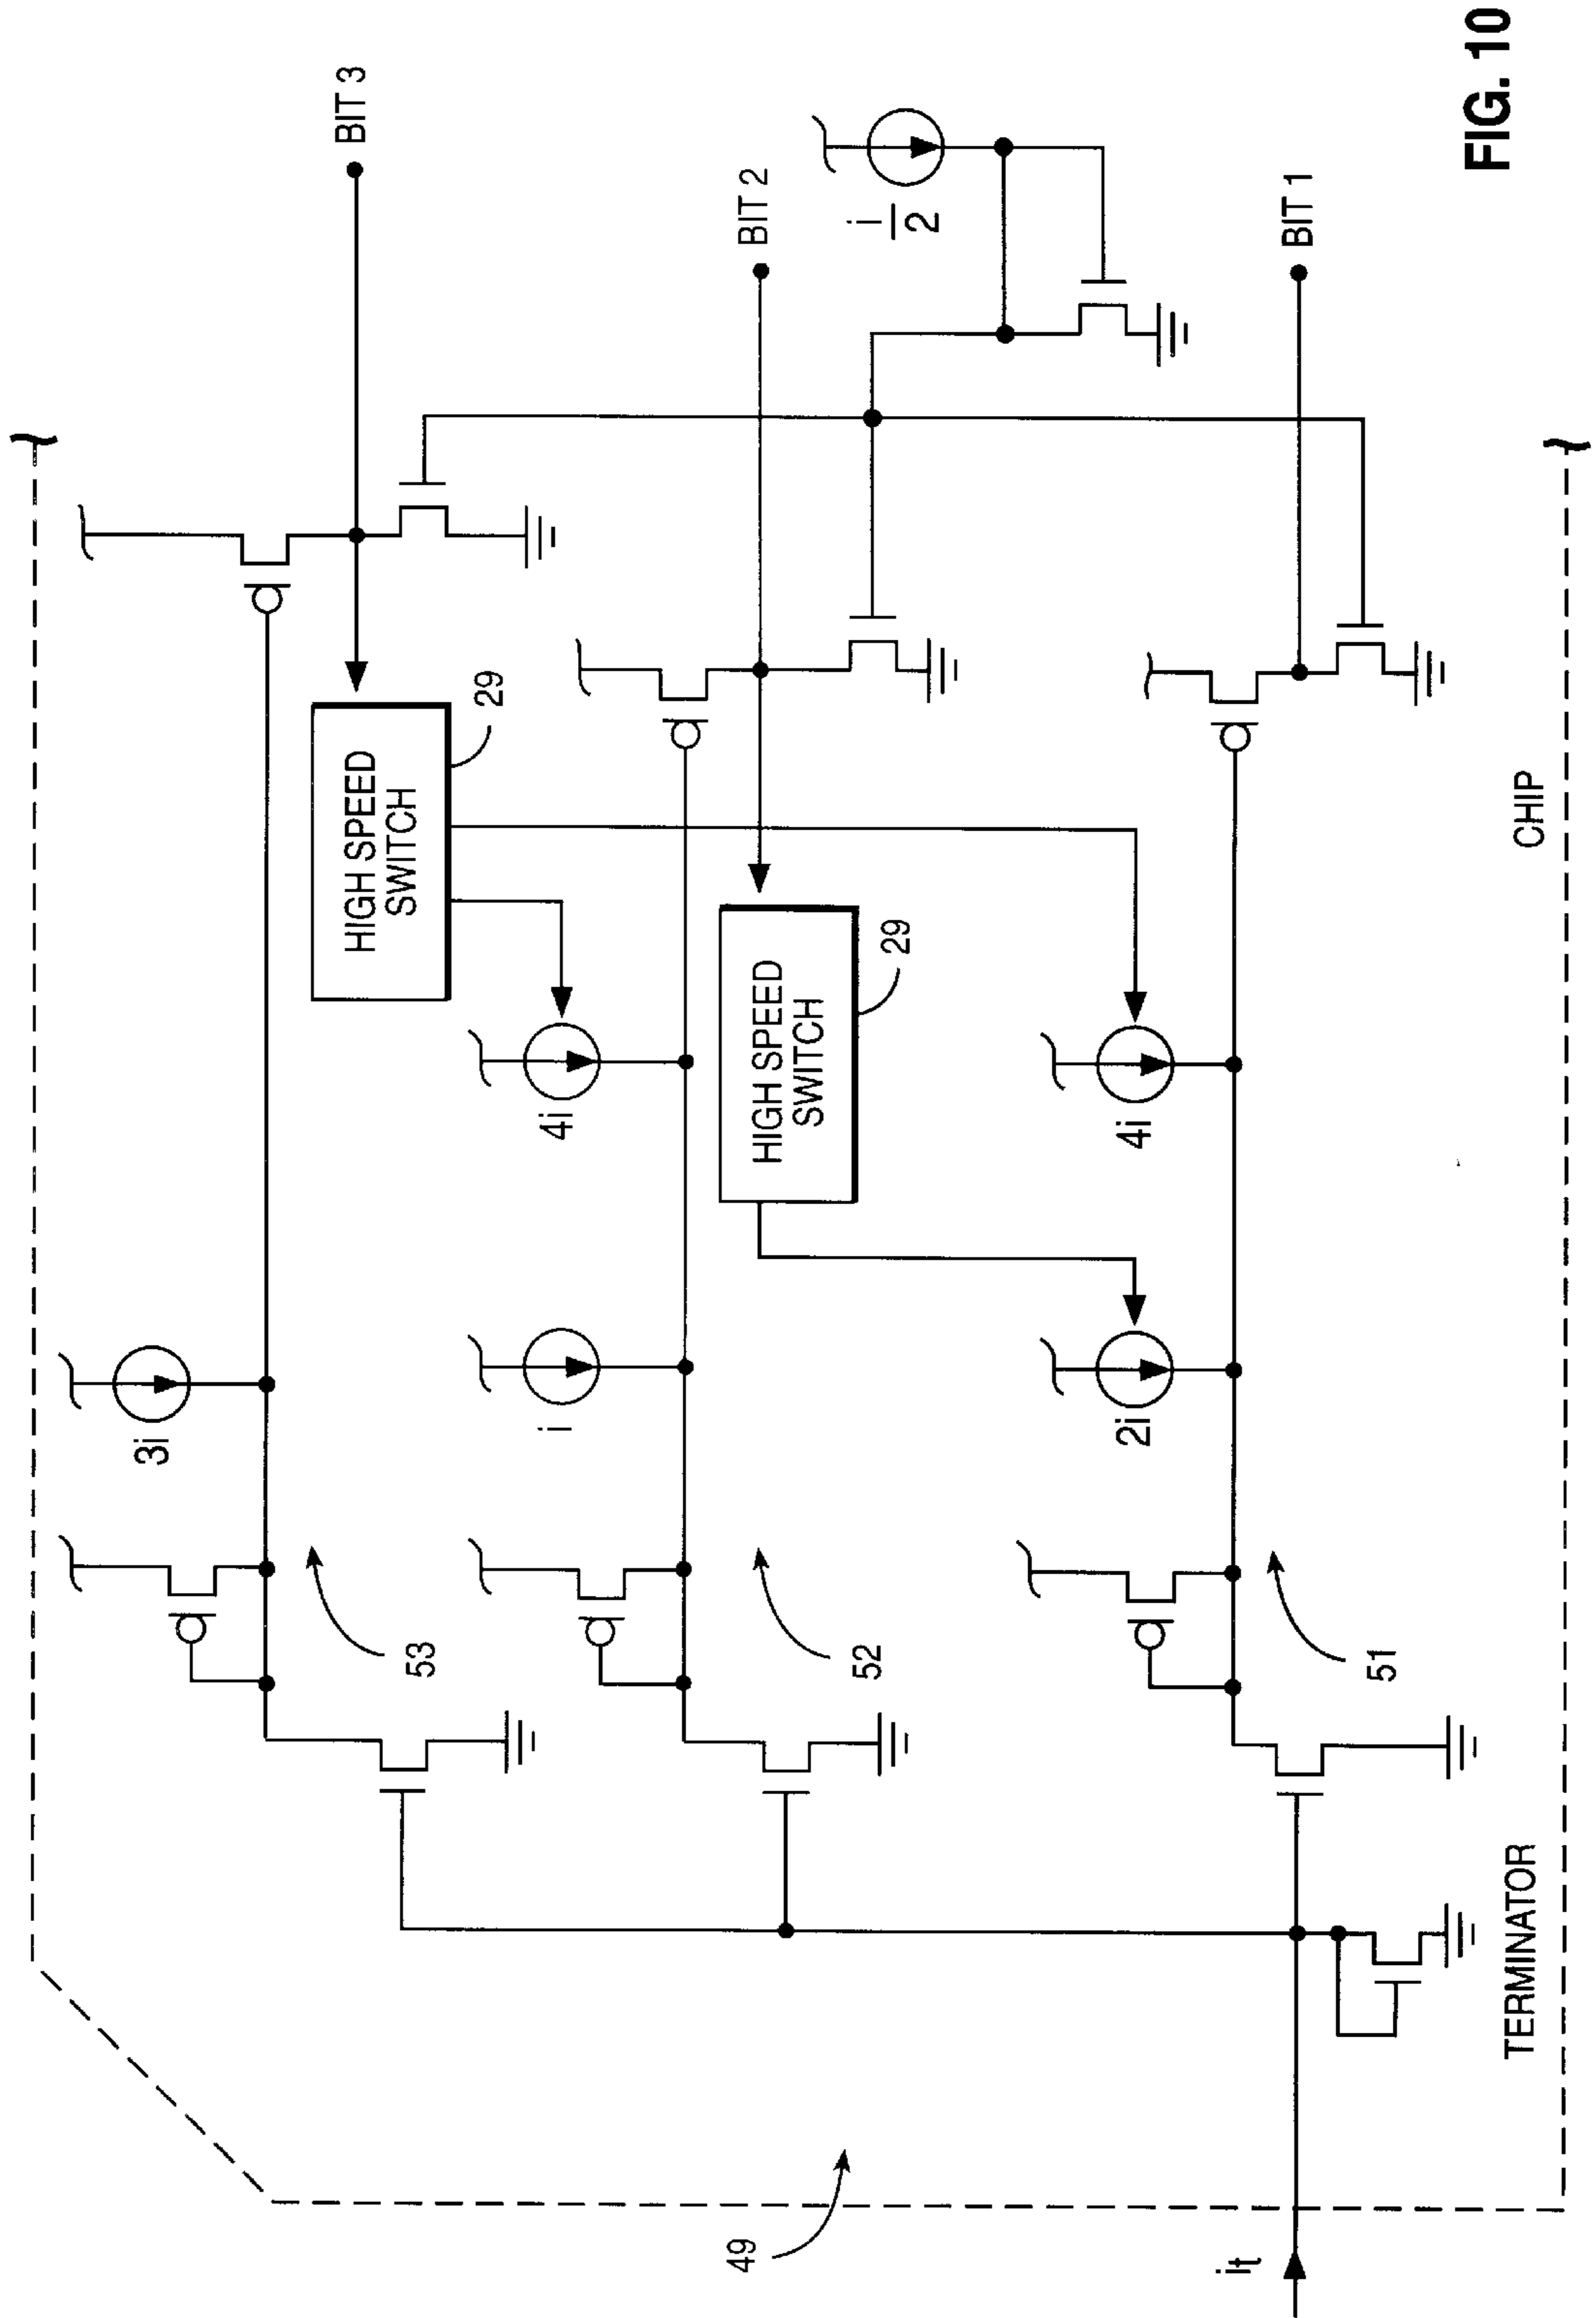 BIT 3
HIGH SPEED
SWITCH
29
3i
53
BIT 2
i
2
HIGH SPEED
SWITCH
29
4i
i
52
BIT 1
4i
2i
51
CHIP
TERMINATOR
49
it
FIG. 10